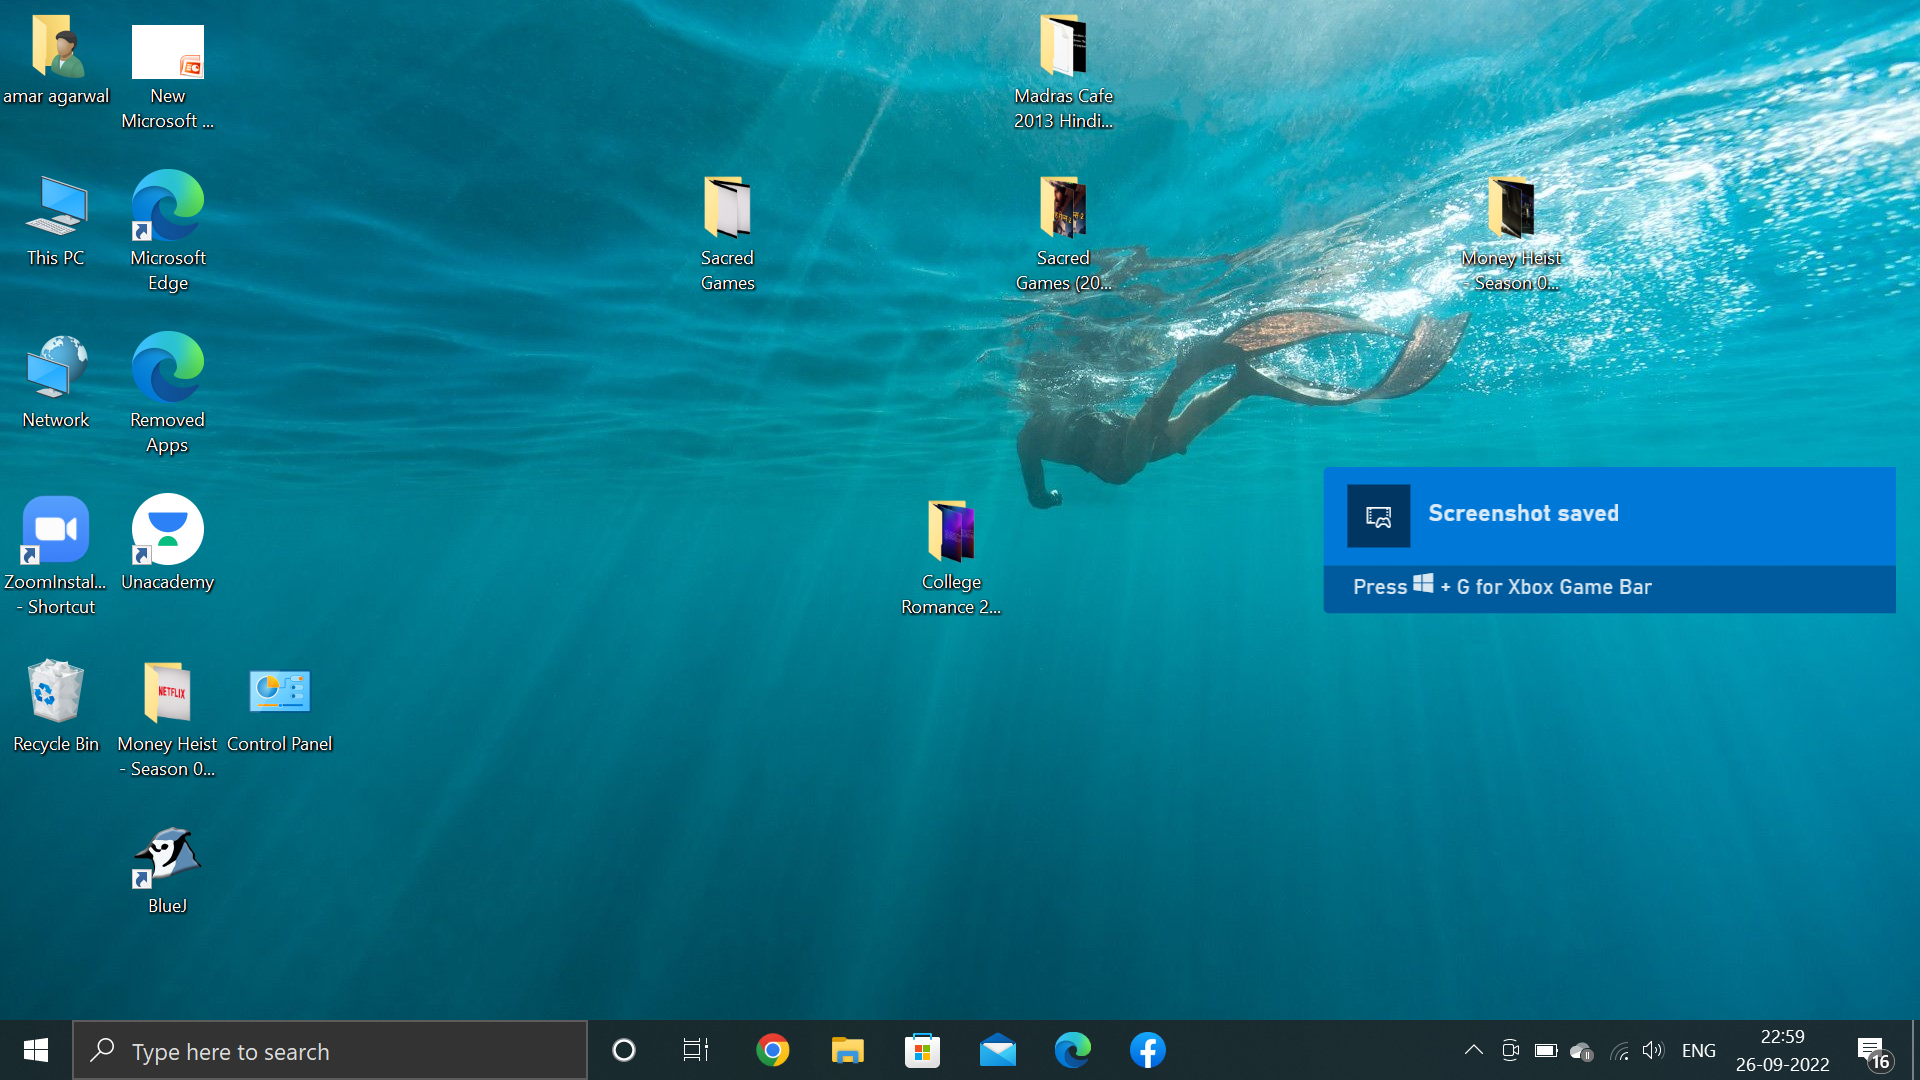 amar agarwal
New
Microsoft ...
Madras Cafe
2013 Hindi...
This PC
Microsoft
Edge
Sacred
Games
Sacred
Games (20...
Money Heist
- Season 0...
Network
Removed
Apps
ZoomInstal...
- Shortcut
Unacademy
College
Romance 2...
Screenshot saved
Press + G for Xbox Game Bar
NETFLIX
Recycle Bin
Money Heist
- Season 0...
Control Panel
BlueJ
Type here to search
ENG
22:59
26-09-2022
16